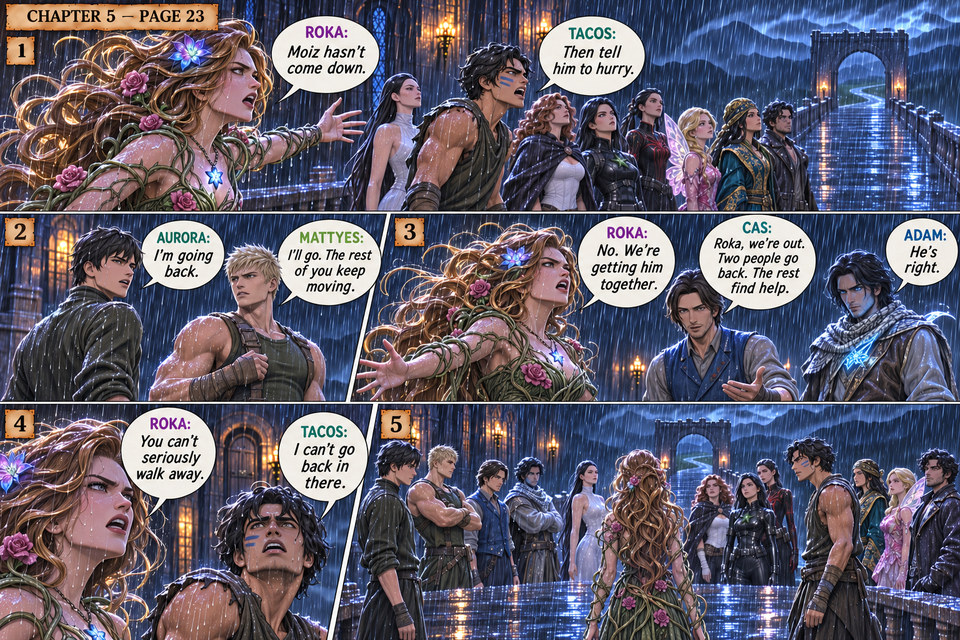 CHAPTER 5 — PAGE 23
1
ROKA:
Moiz hasn't
come down.
TACOS:
Then tell
him to hurry.
2
AURORA:
I'm going
back.
MATTYES:
I'll go. The rest
of you keep
moving.
3
ROKA:
No. We're
getting him
together.
CAS:
Roka, we're out.
Two people go
back. The rest
find help.
ADAM:
He's
right.
4
ROKA:
You can't
seriously
walk away.
TACOS:
I can't go
back in
there.
5